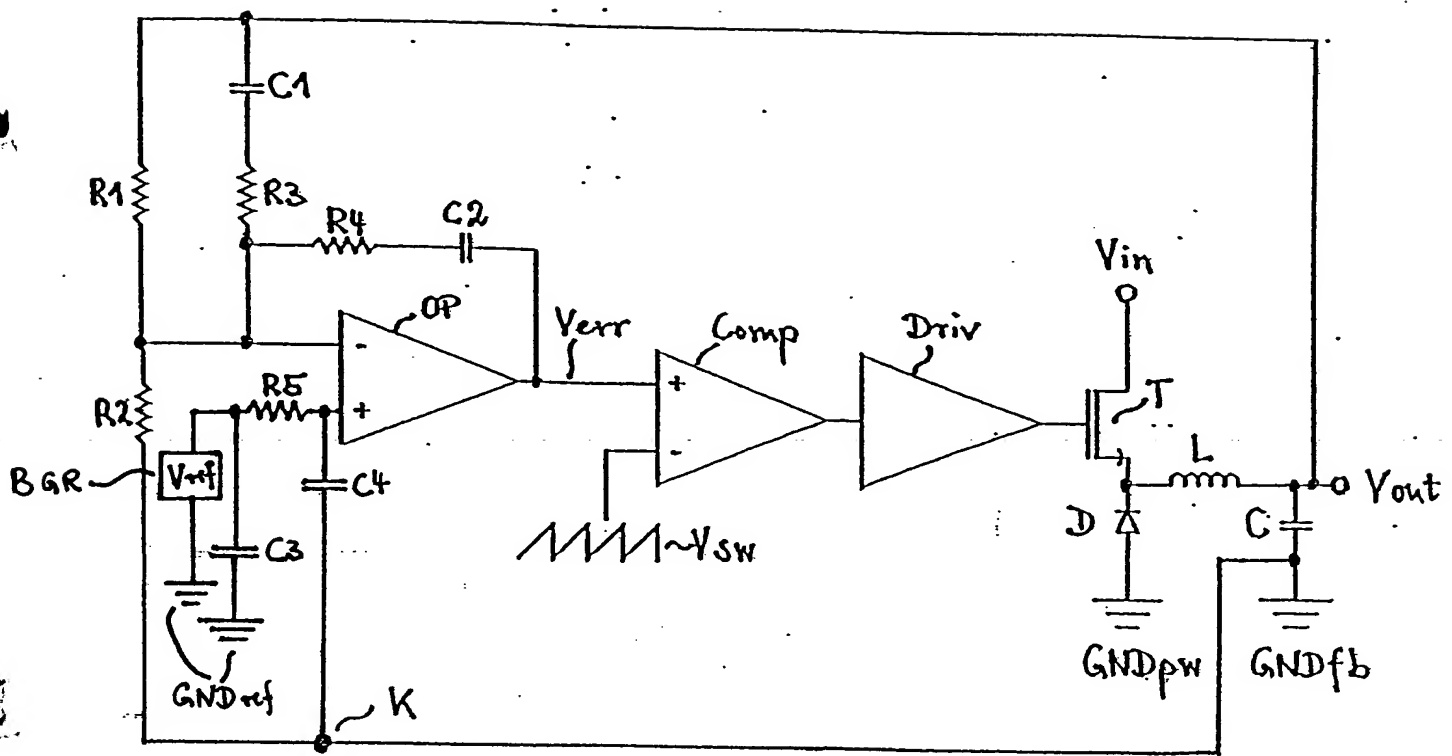 C1
R1
R3
R4
C2
OP
Verr
Comp
Driv
Vin
-
+
R5
R2
+
-
T
L
BGR
Vref
C4
Vout
D
C
C3
~Vsw
GNDref
K
GNDpw
GNDfb